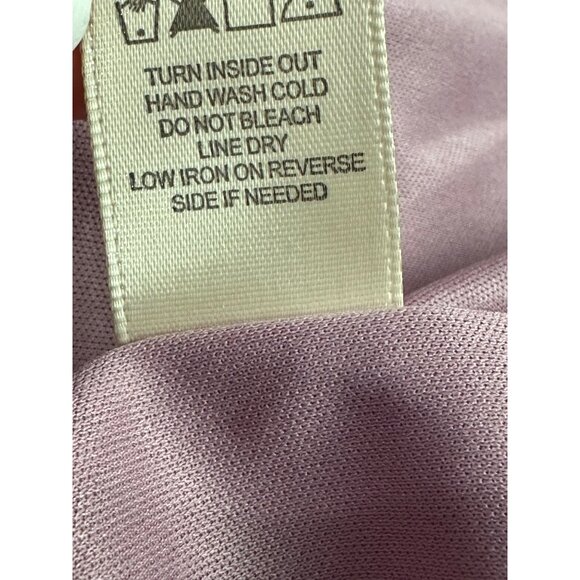 TURN INSIDE OUT
HAND WASH COLD
DO NOT BLEACH
LINE DRY
LOW IRON ON REVERSE
SIDE IF NEEDED